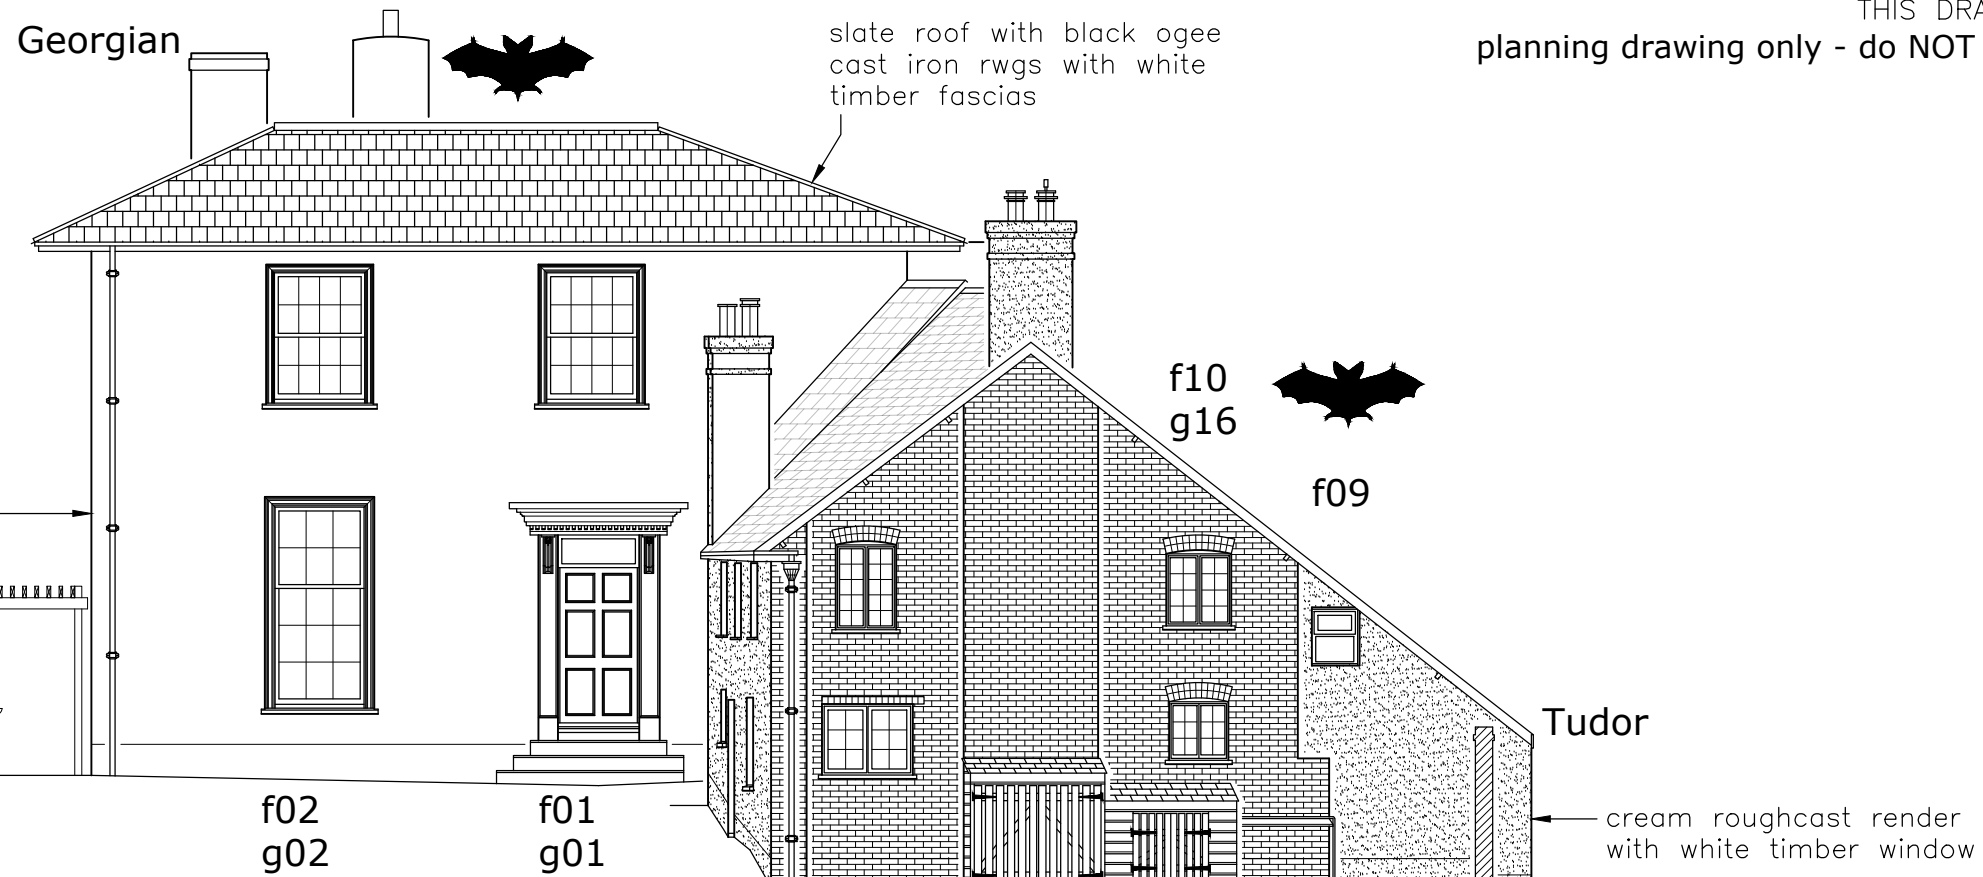 Georgian
slate roof with black ogee
cast iron rwgs with white
timber fascias
THIS
planning drawing only - do NOT
f10
g16
f09
Tudor
f02
g02
f01
g01
cream roughcast render
with white timber window